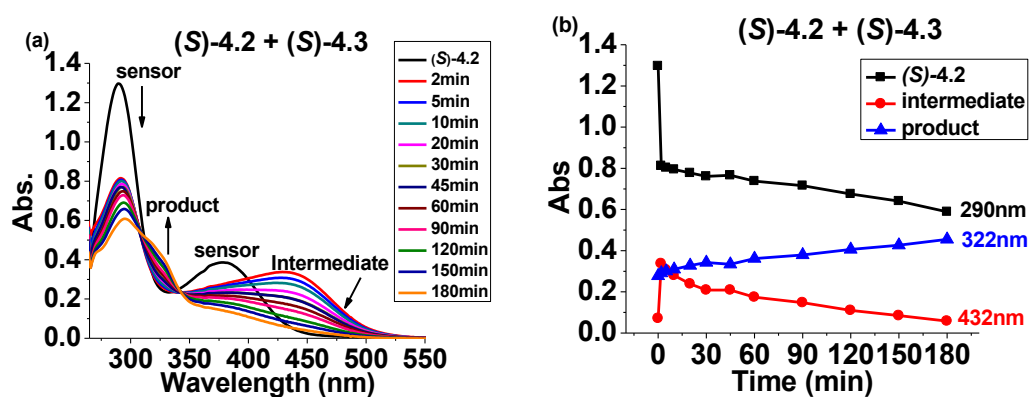 (a)
(S)-4.2 + (S)-4.3
1.4
1.2
1.0
0.8
0.6
0.4
0.2
0.0
Abs.
sensor
product
sensor
Intermediate
(S)-4.2
2min
5min
10min
20min
30min
45min
60min
90min
120min
150min
180min
300 350 400 450 500 550
Wavelength (nm)
(b)
(S)-4.2 + (S)-4.3
1.4
1.2
1.0
0.8
0.6
0.4
0.2
0.0
Abs
(S)-4.2
intermediate
product
290nm
322nm
432nm
0 30 60 90 120 150 180
Time (min)